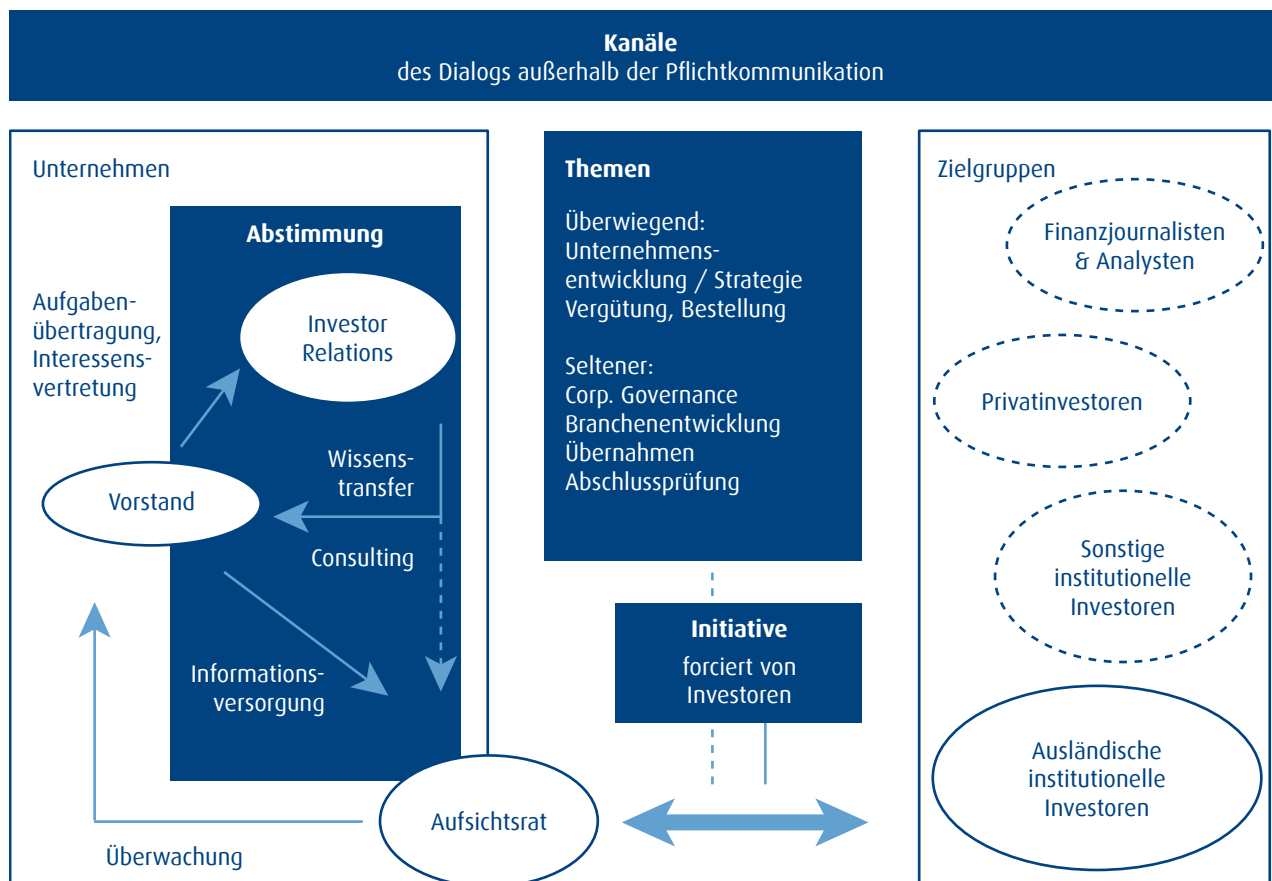 Kanäle
des Dialogs außerhalb der Pflichtkommunikation
Unternehmen
Abstimmung
Aufgaben-
übertragung,
Interessens-
vertretung
Investor
Relations
Wissens-
transfer
Vorstand
Consulting
Informations-
versorgung
Aufsichtsrat
Überwachung
Themen
Überwiegend:
Unternehmens-
entwicklung / Strategie
Vergütung, Bestellung
Seltener:
Corp. Governance
Branchenentwicklung
Übernahmen
Abschlussprüfung
Initiative
forciert von
Investoren
Zielgruppen
Finanzjournalisten
& Analysten
Privatinvestoren
Sonstige
institutionelle
Investoren
Ausländische
institutionelle
Investoren